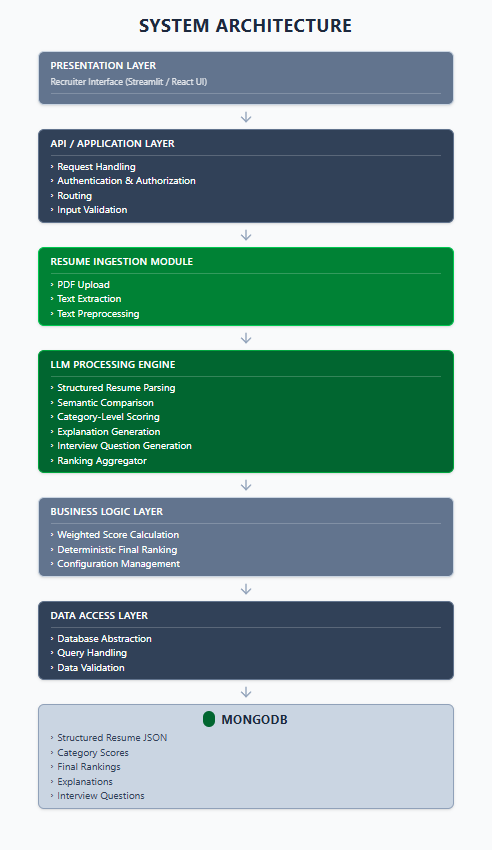 SYSTEM ARCHITECTURE
PRESENTATION LAYER
Recruiter Interface (Streamlit / React UI)
API / APPLICATION LAYER
› Request Handling
› Authentication & Authorization
› Routing
› Input Validation
RESUME INGESTION MODULE
› PDF Upload
› Text Extraction
› Text Preprocessing
LLM PROCESSING ENGINE
› Structured Resume Parsing
› Semantic Comparison
› Category-Level Scoring
› Explanation Generation
› Interview Question Generation
› Ranking Aggregator
BUSINESS LOGIC LAYER
› Weighted Score Calculation
› Deterministic Final Ranking
› Configuration Management
DATA ACCESS LAYER
› Database Abstraction
› Query Handling
› Data Validation
MONGODB
› Structured Resume JSON
› Category Scores
› Final Rankings
› Explanations
› Interview Questions